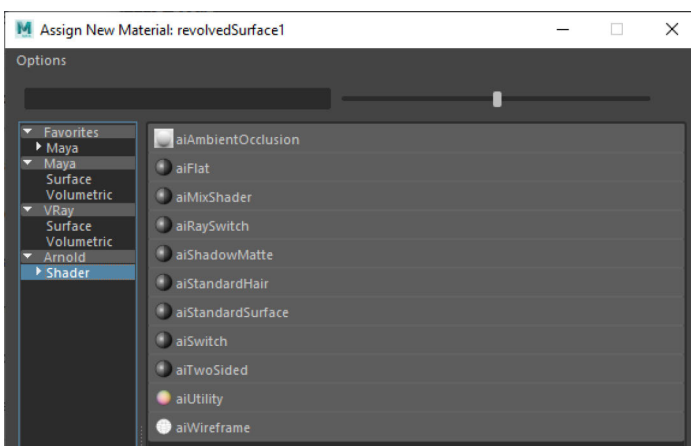 Assign New Material: revolvedSurface1
Options
Favorites
Maya
Maya
Surface
Volumetric
VRay
Surface
Volumetric
Arnold
Shader
aiAmbientOcclusion
aiFlat
aiMixShader
aiRaySwitch
aiShadowMatte
aiStandardHair
aiStandardSurface
aiSwitch
aiTwoSided
aiUtility
aiWireframe